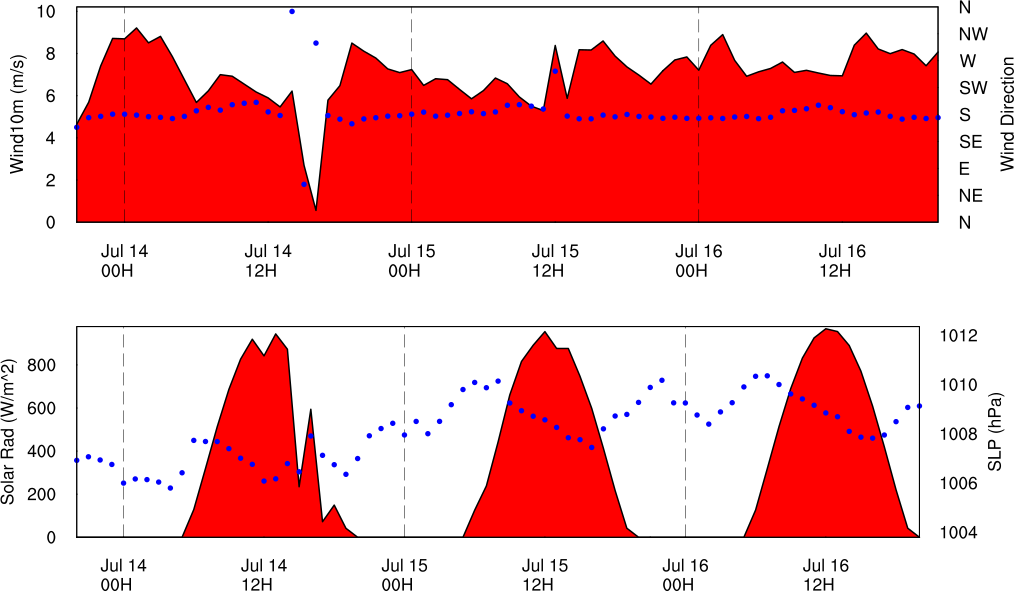 10
8
6
4
2
0
Wind10m (m/s)
N
NW
W
SW
S
SE
E
NE
N
Wind Direction
Jul 14 Jul 14 Jul 15 Jul 15 Jul 16 Jul 16
00H 12H 00H 12H 00H 12H
800
600
400
200
0
Solar Rad (W/m^2)
1012
1010
1008
1006
1004
SLP (hPa)
Jul 14 Jul 14 Jul 15 Jul 15 Jul 16 Jul 16
00H 12H 00H 12H 00H 12H